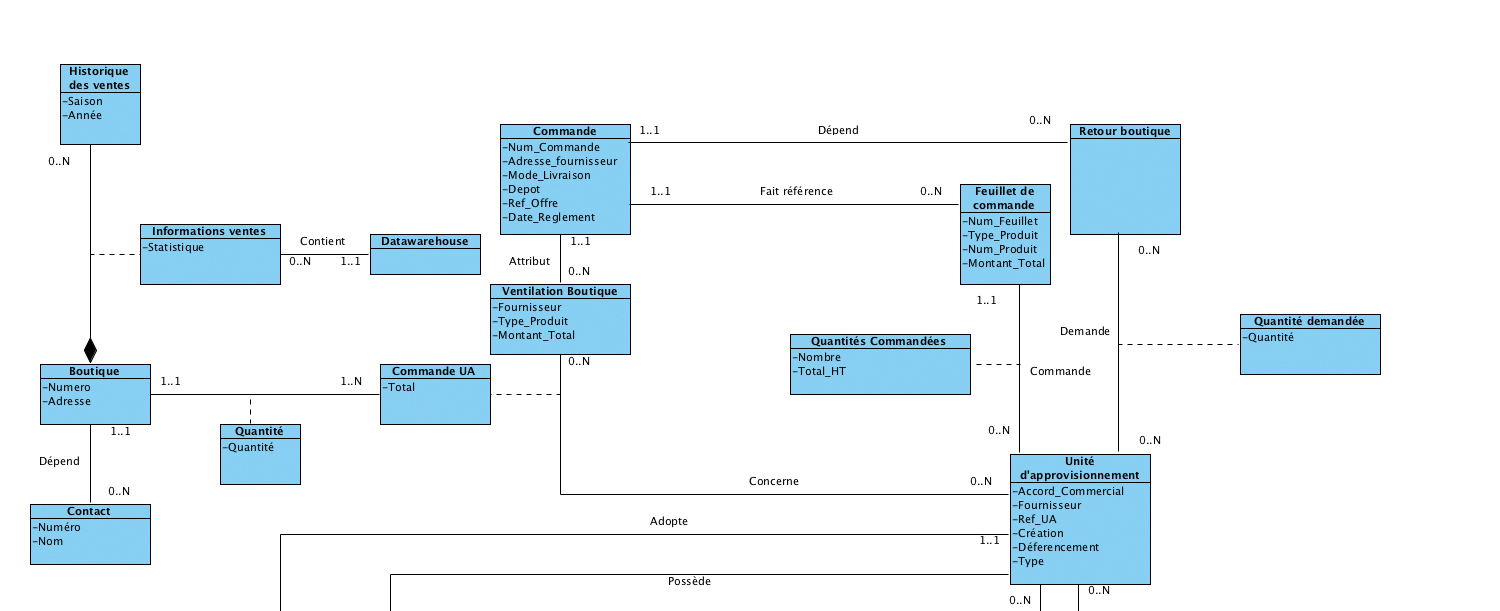 Historique
des ventes
-Saison
-Année
0..N
Informations ventes
-Statistique
Contient
0..N
1..1
Datawarehouse
Commande
-Num_Commande
-Adresse_fournisseur
-Mode_Livraison
-Depot
-Ref_Offre
-Date_Reglement
1..1
Dépend
0..N
Retour boutique
1..1
Fait référence
0..N
Feuillet de
commande
-Num_Feuillet
-Type_Produit
-Num_Produit
-Montant_Total
1..1
Attribut
0..N
0..N
Ventilation Boutique
-Fournisseur
-Type_Produit
-Montant_Total
0..N
1..1
Quantités Commandées
-Nombre
-Total_HT
Commande
Demande
Quantité demandée
-Quantité
Boutique
-Numero
-Adresse
1..1
1..N
Commande UA
-Total
Quantité
-Quantité
1..1
Dépend
0..N
Contact
-Numéro
-Nom
0..N
0..N
Unité
d'approvisionnement
-Accord_Commercial
-Fournisseur
-Ref_UA
-Création
-Déferencement
-Type
Concerne
0..N
Adopte
1..1
Possède
0..N
0..N